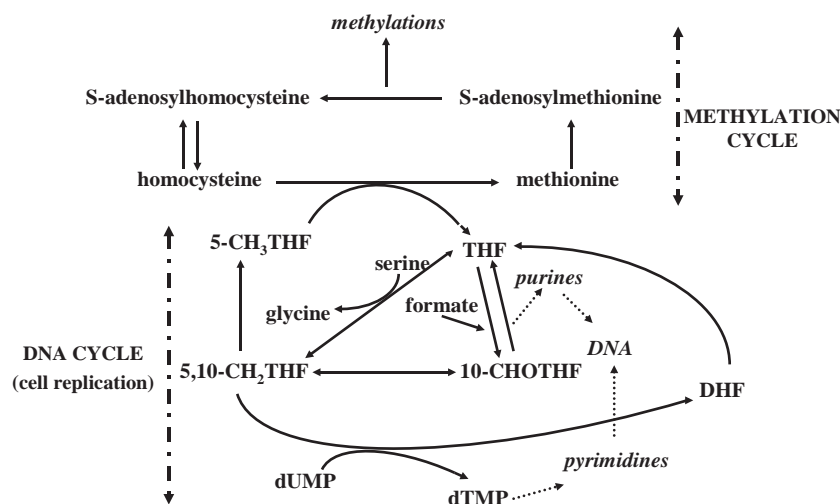 methylations
S-adenosylhomocysteine
S-adenosylmethionine
METHYLATION
CYCLE
homocysteine
methionine
5-CH₃THF
THF
serine
purines
glycine
formate
DNA CYCLE
(cell replication)
5,10-CH₂THF
10-CHOTHF
DNA
DHF
dUMP
dTMP
pyrimidines